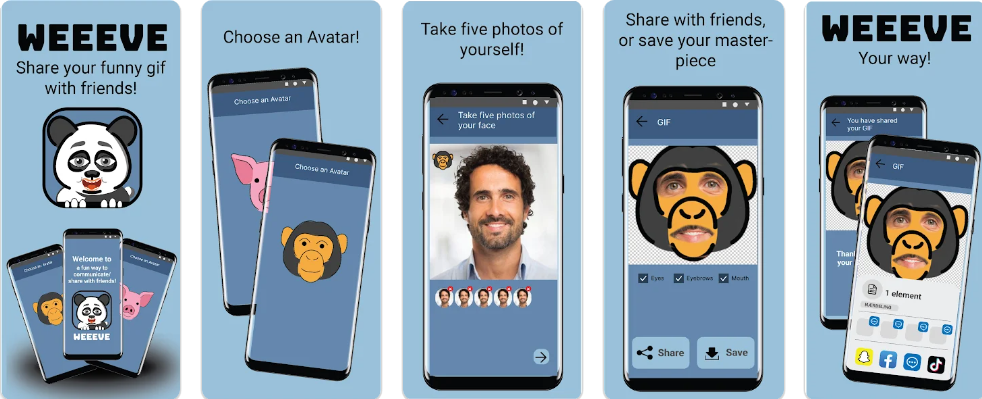 WEEEVE
Share your funny gif
with friends!
Choose an Avatar
Welcome to
a fun way to
communicate/
share with friends!
WEEEVE
Choose an Avatar
Choose an Avatar!
Choose an Avatar
Choose an Avatar
Take five photos of
yourself!
Take five photos of
your face
Share with friends,
or save your master-
piece
GIF
Eyes
Eyebrows
Mouth
Share
Save
WEEEVE
Your way!
You have shared
your GIF
Than
your
GIF
1 element